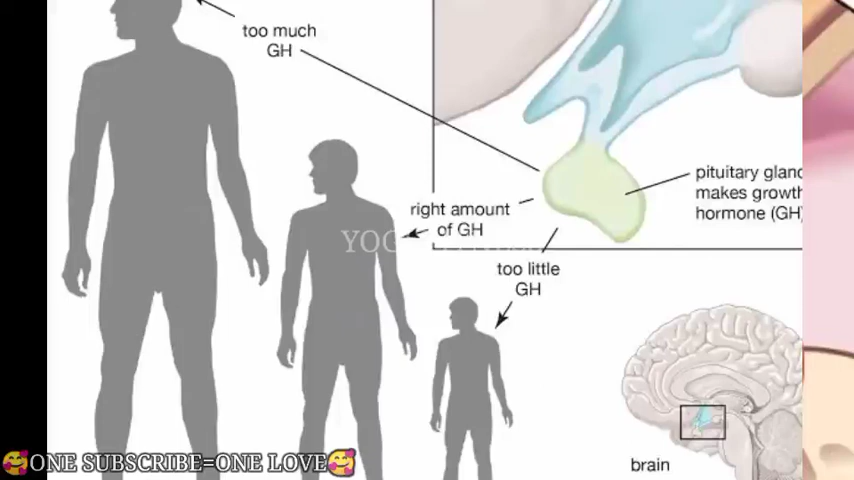 too much
GH
pituitary gland
makes growth
hormone (GH)
right amount
of GH
too little
GH
brain
🥰ONE SUBSCRIBE=ONE LOVE🥰